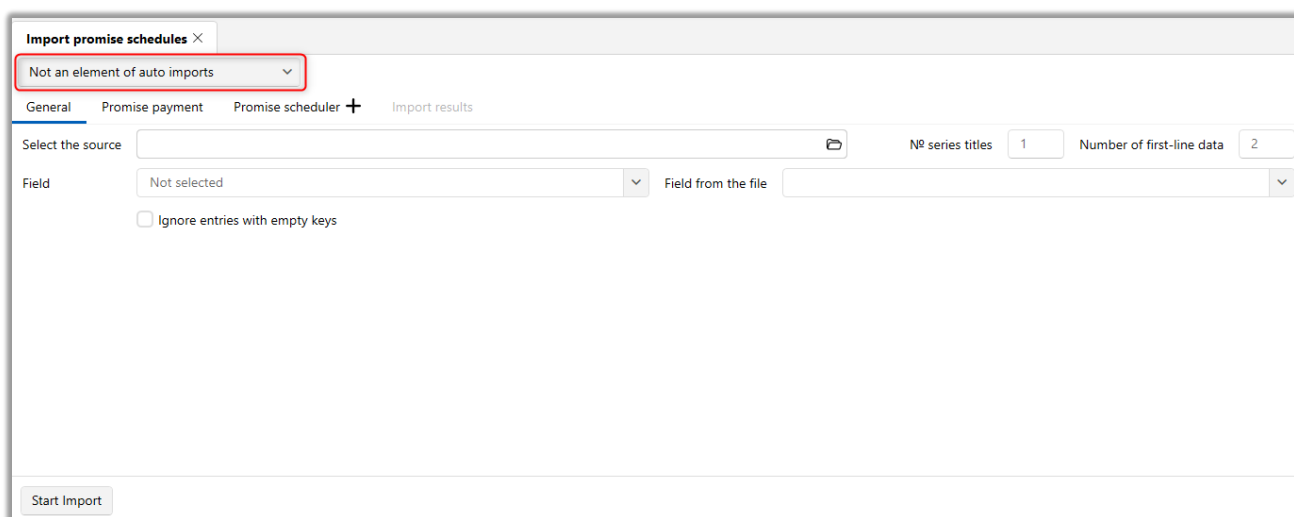 Import promise schedules
Not an element of auto imports
General Promise payment Promise scheduler Import results
Select the source Nº series titles 1 Number of first-line data 2
Field Not selected Field from the file
Ignore entries with empty keys
Start Import